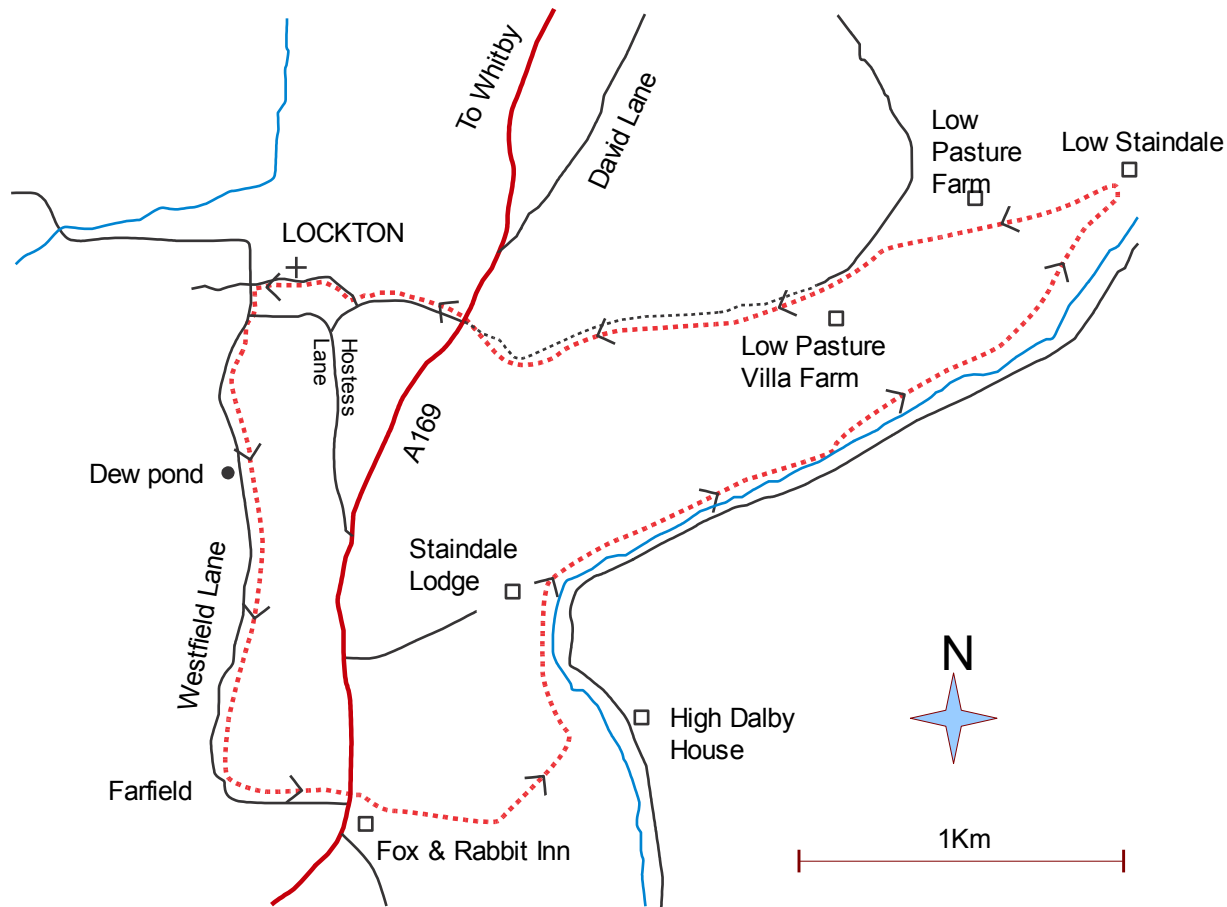 To Whitby
David Lane
Low
Pasture
Farm
Low Staindale
LOCKTON
Hostess
Lane
A169
Low Pasture
Villa Farm
Dew pond
Westfield Lane
Staindale
Lodge
N
High Dalby
House
Farfield
Fox & Rabbit Inn
1Km